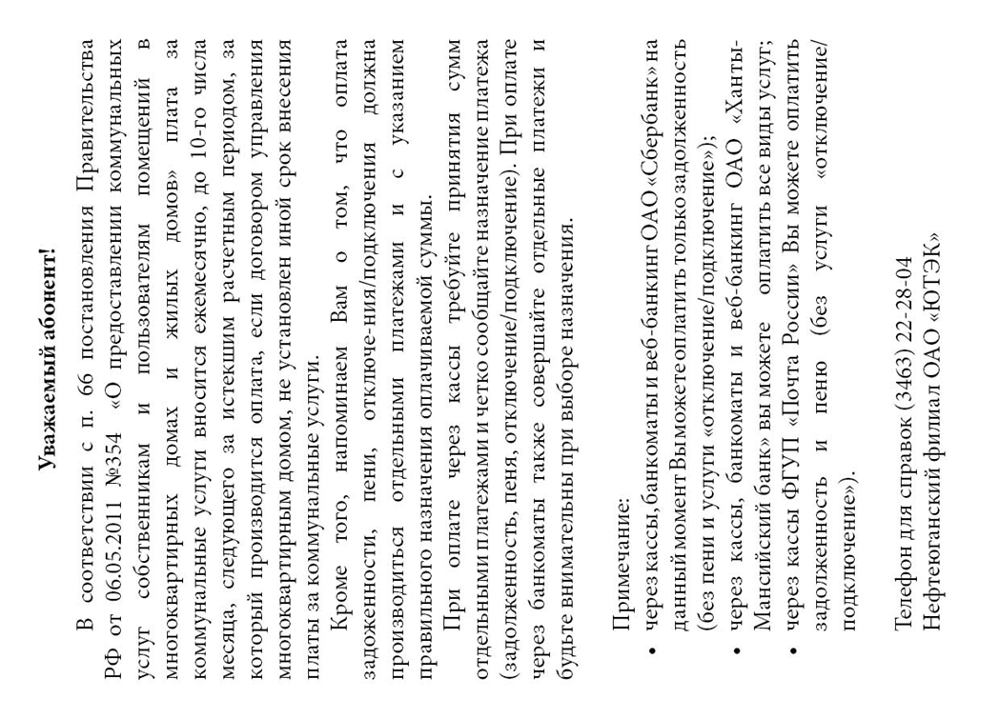 Уважаемый абонент!
В соответствии с п. 66 постановления Правительства
РФ от 06.05.2011 №354 «О предоставлении коммунальных
услуг собственникам и пользователям помещений в
многоквартирных домах и жилых домов» плата за
коммунальные услуги вносится ежемесячно, до 10-го числа
месяца, следующего за истекшим расчетным периодом, за
который производится оплата, если договором управления
многоквартирным домом, не установлен иной срок внесения
платы за коммунальные услуги.
Кроме того, напоминаем Вам о том, что оплата
задоженности, пени, отключе-ния/подключения должна
производиться отдельными платежами и с указанием
правильного назначения оплачиваемой суммы.
При оплате через кассы требуйте принятия сумм
отдельными платежами и четко сообщайте назначение платежа
(задолженность, пеня, отключение/подключение). При оплате
через банкоматы также совершайте отдельные платежи и
будьте внимательны при выборе назначения.
Примечание:
• через кассы, банкоматы и веб-банкинг ОАО «Сбербанк» на
данный момент Вы можете оплатить только задолженность
(без пени и услуги «отключение/подключение»);
• через кассы, банкоматы и веб-банкинг ОАО «Ханты-
Мансийский банк» вы можете оплатить все виды услуг;
• через кассы ФГУП «Почта России» Вы можете оплатить
задолженность и пеню (без услуги «отключение/
подключение»).
Телефон для справок (3463) 22-28-04
Нефтеюганский филиал ОАО «ЮТЭК»